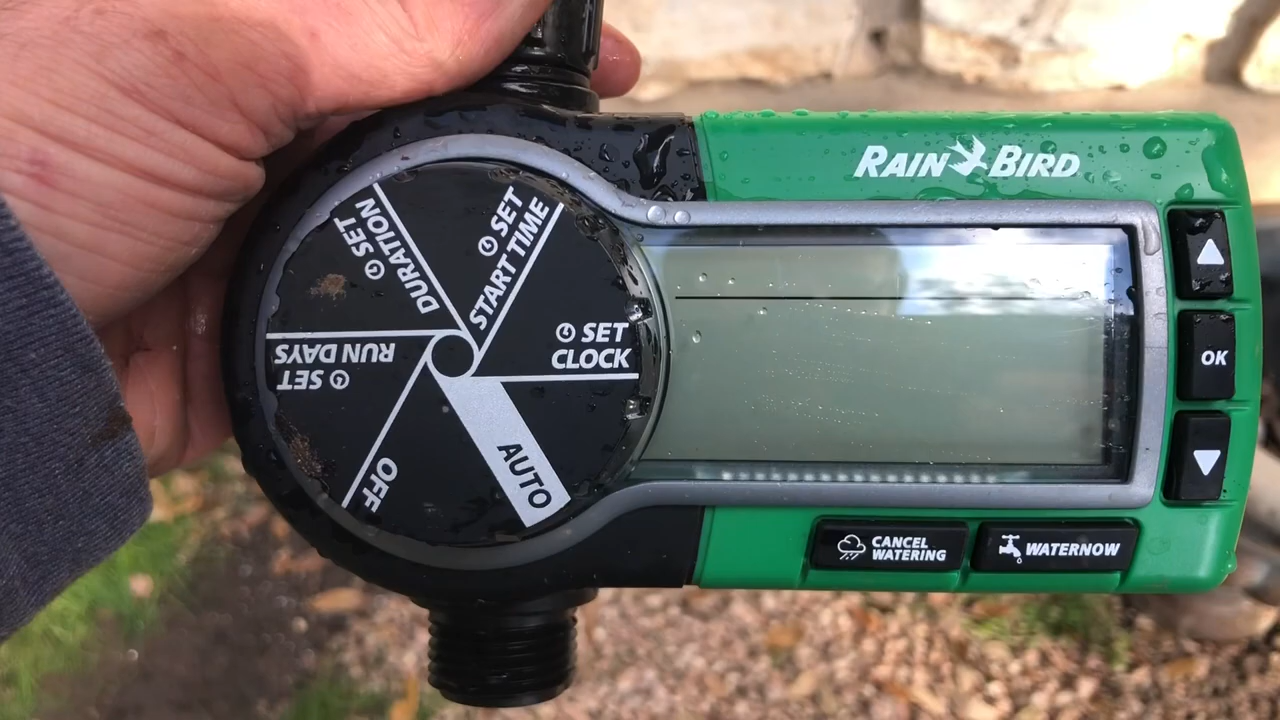 RAIN BIRD
SET
START TIME
SET
DURATION
SET
CLOCK
SET
RUN DAYS
OFF
AUTO
OK
CANCEL
WATERING
WATERNOW